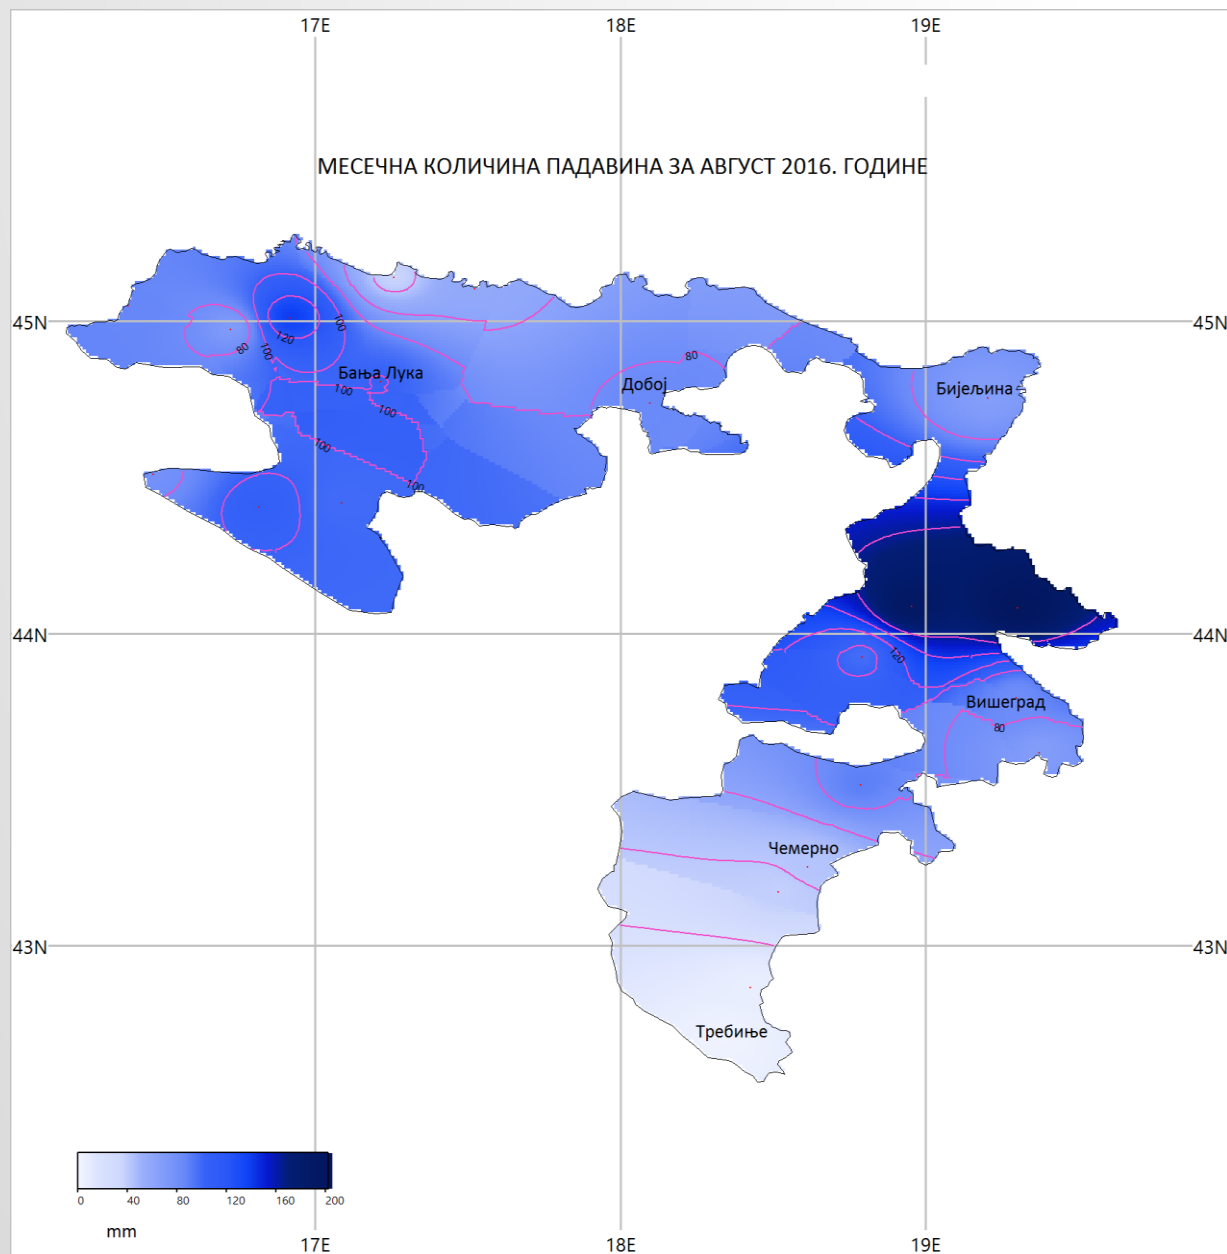 17E 18E 19E
МЕСЕЧНА КОЛИЧИНА ПАДАВИНА ЗА АВГУСТ 2016. ГОДИНЕ
45N 45N
100
120
80
100
80
Бања Лука
100
Добој
Бијељина
100
100
100
44N 44N
120
Вишеград
80
Чемерно
43N 43N
Требиње
0 40 80 120 160 200
mm
17E 18E 19E